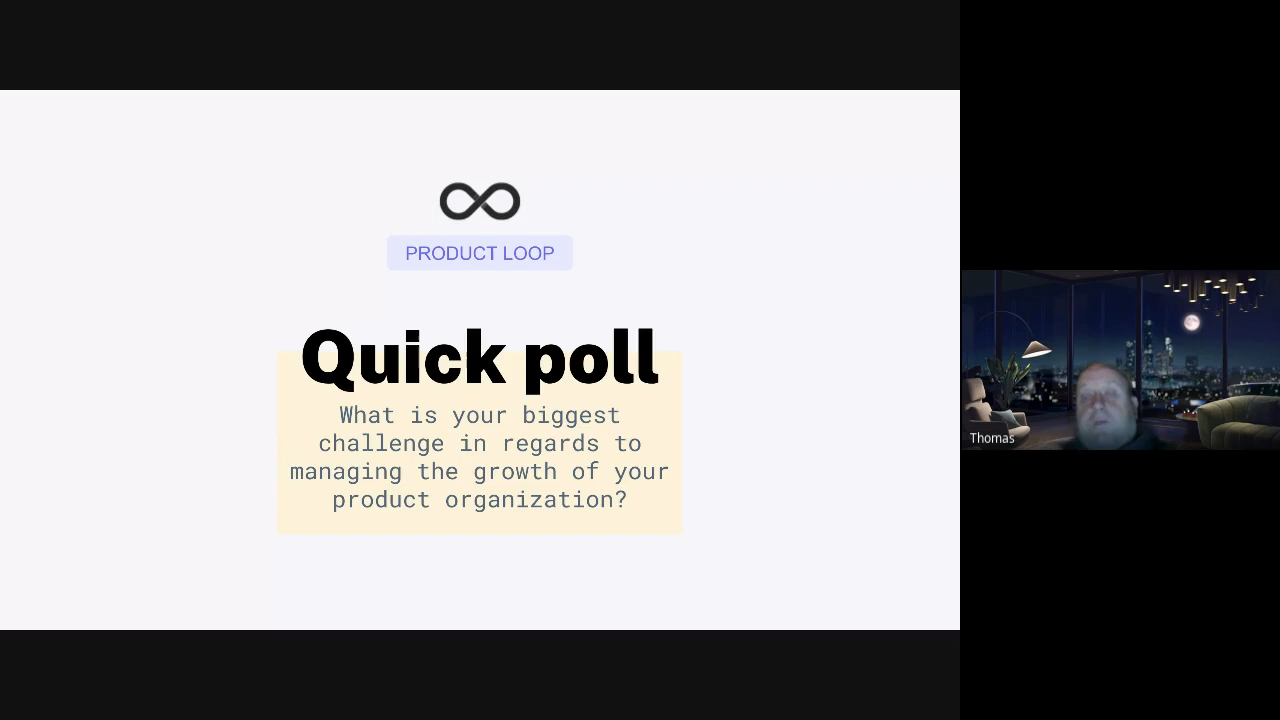 PRODUCT LOOP
Quick poll
What is your biggest
challenge in regards to
managing the growth of your
product organization?
Thomas